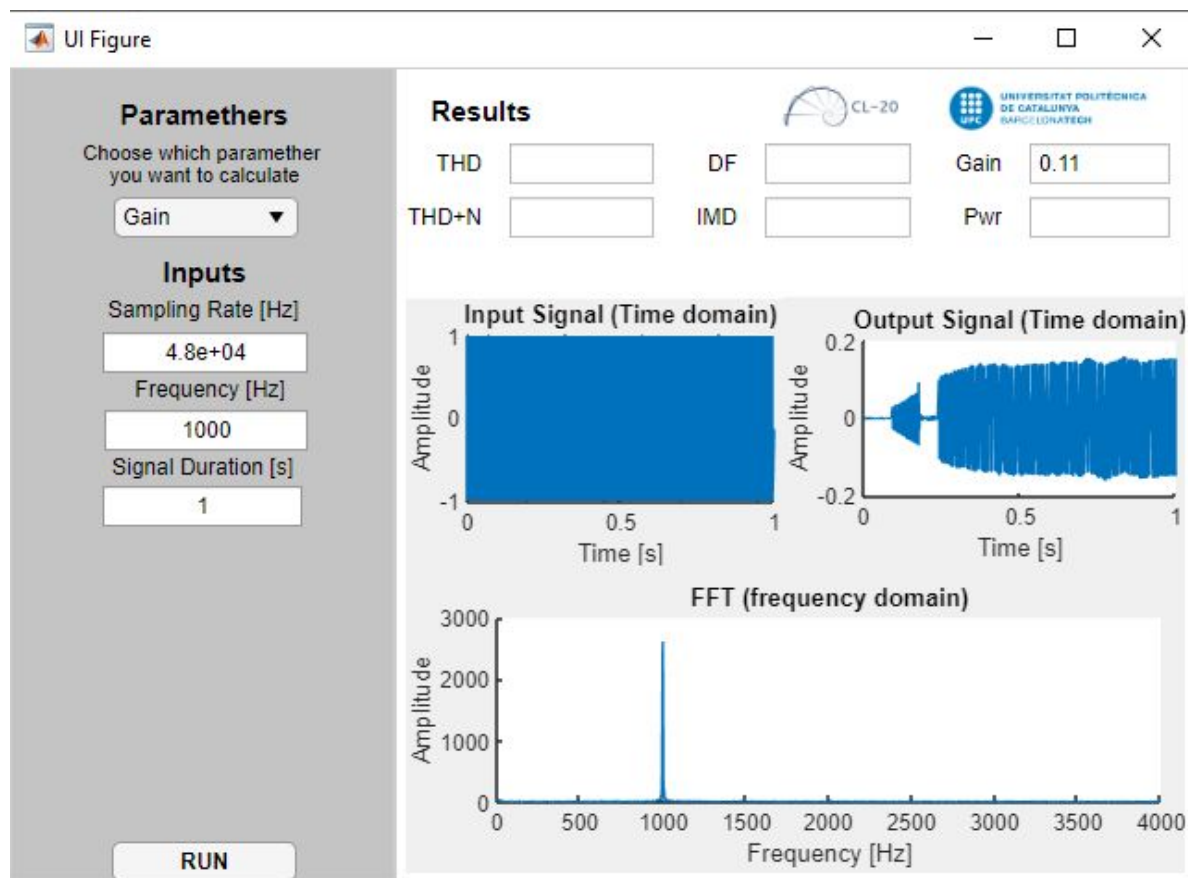 UI Figure
Paramethers
Choose which paramether
you want to calculate
Gain
Inputs
Sampling Rate [Hz]
4.8e+04
Frequency [Hz]
1000
Signal Duration [s]
1
RUN
Results
CL-20
UPC
UNIVERSITAT POLITÈCNICA
DE CATALUNYA
BARCELONATECH
THD
DF
Gain
0.11
THD+N
IMD
Pwr
Input Signal (Time domain)
Amplitude
1
0
-1
0 0.5 1
Time [s]
Output Signal (Time domain)
Amplitude
0.2
0
-0.2
0 0.5 1
Time [s]
FFT (frequency domain)
Amplitude
3000
2000
1000
0
0 500 1000 1500 2000 2500 3000 3500 4000
Frequency [Hz]